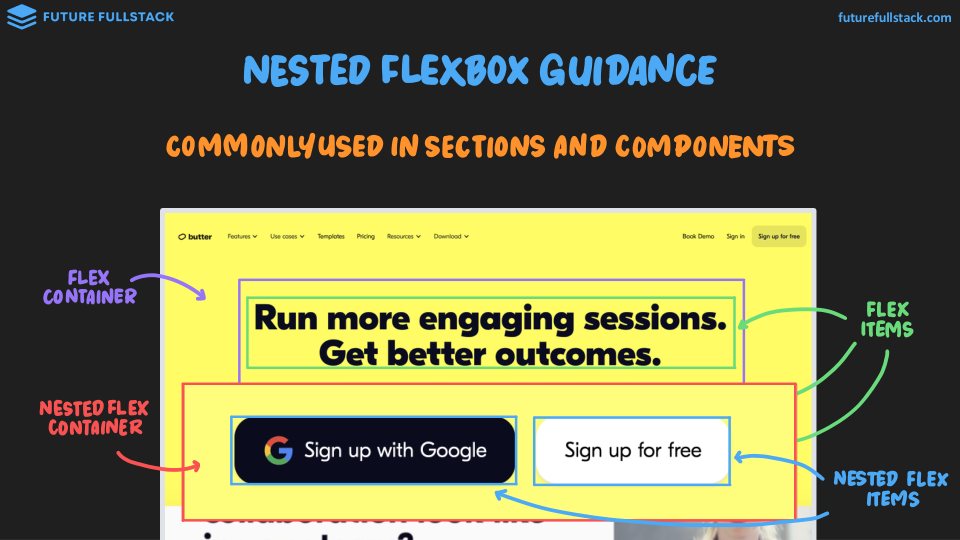 FUTURE FULLSTACK
futurefullstack.com
NESTED FLEXBOX GUIDANCE
COMMONLY USED IN SECTIONS AND COMPONENTS
butter Features Use cases Templates Pricing Resources Download Book Demo Sign in Sign up for free
FLEX
CONTAINER
Run more engaging sessions.
Get better outcomes.
FLEX
ITEMS
NESTED FLEX
CONTAINER
Sign up with Google
Sign up for free
NESTED FLEX
ITEMS